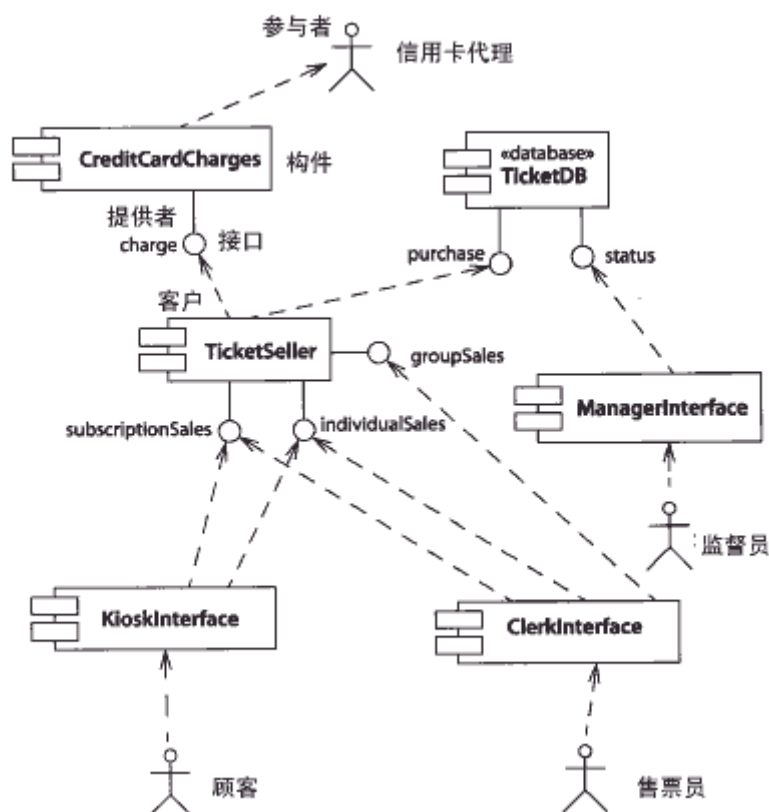 参与者
信用卡代理
CreditCardCharges
构件
«database»
TicketDB
提供者
charge
接口
purchase
status
客户
TicketSeller
groupSales
ManagerInterface
subscriptionSales
individualSales
监督员
KioskInterface
ClerkInterface
顾客
售票员